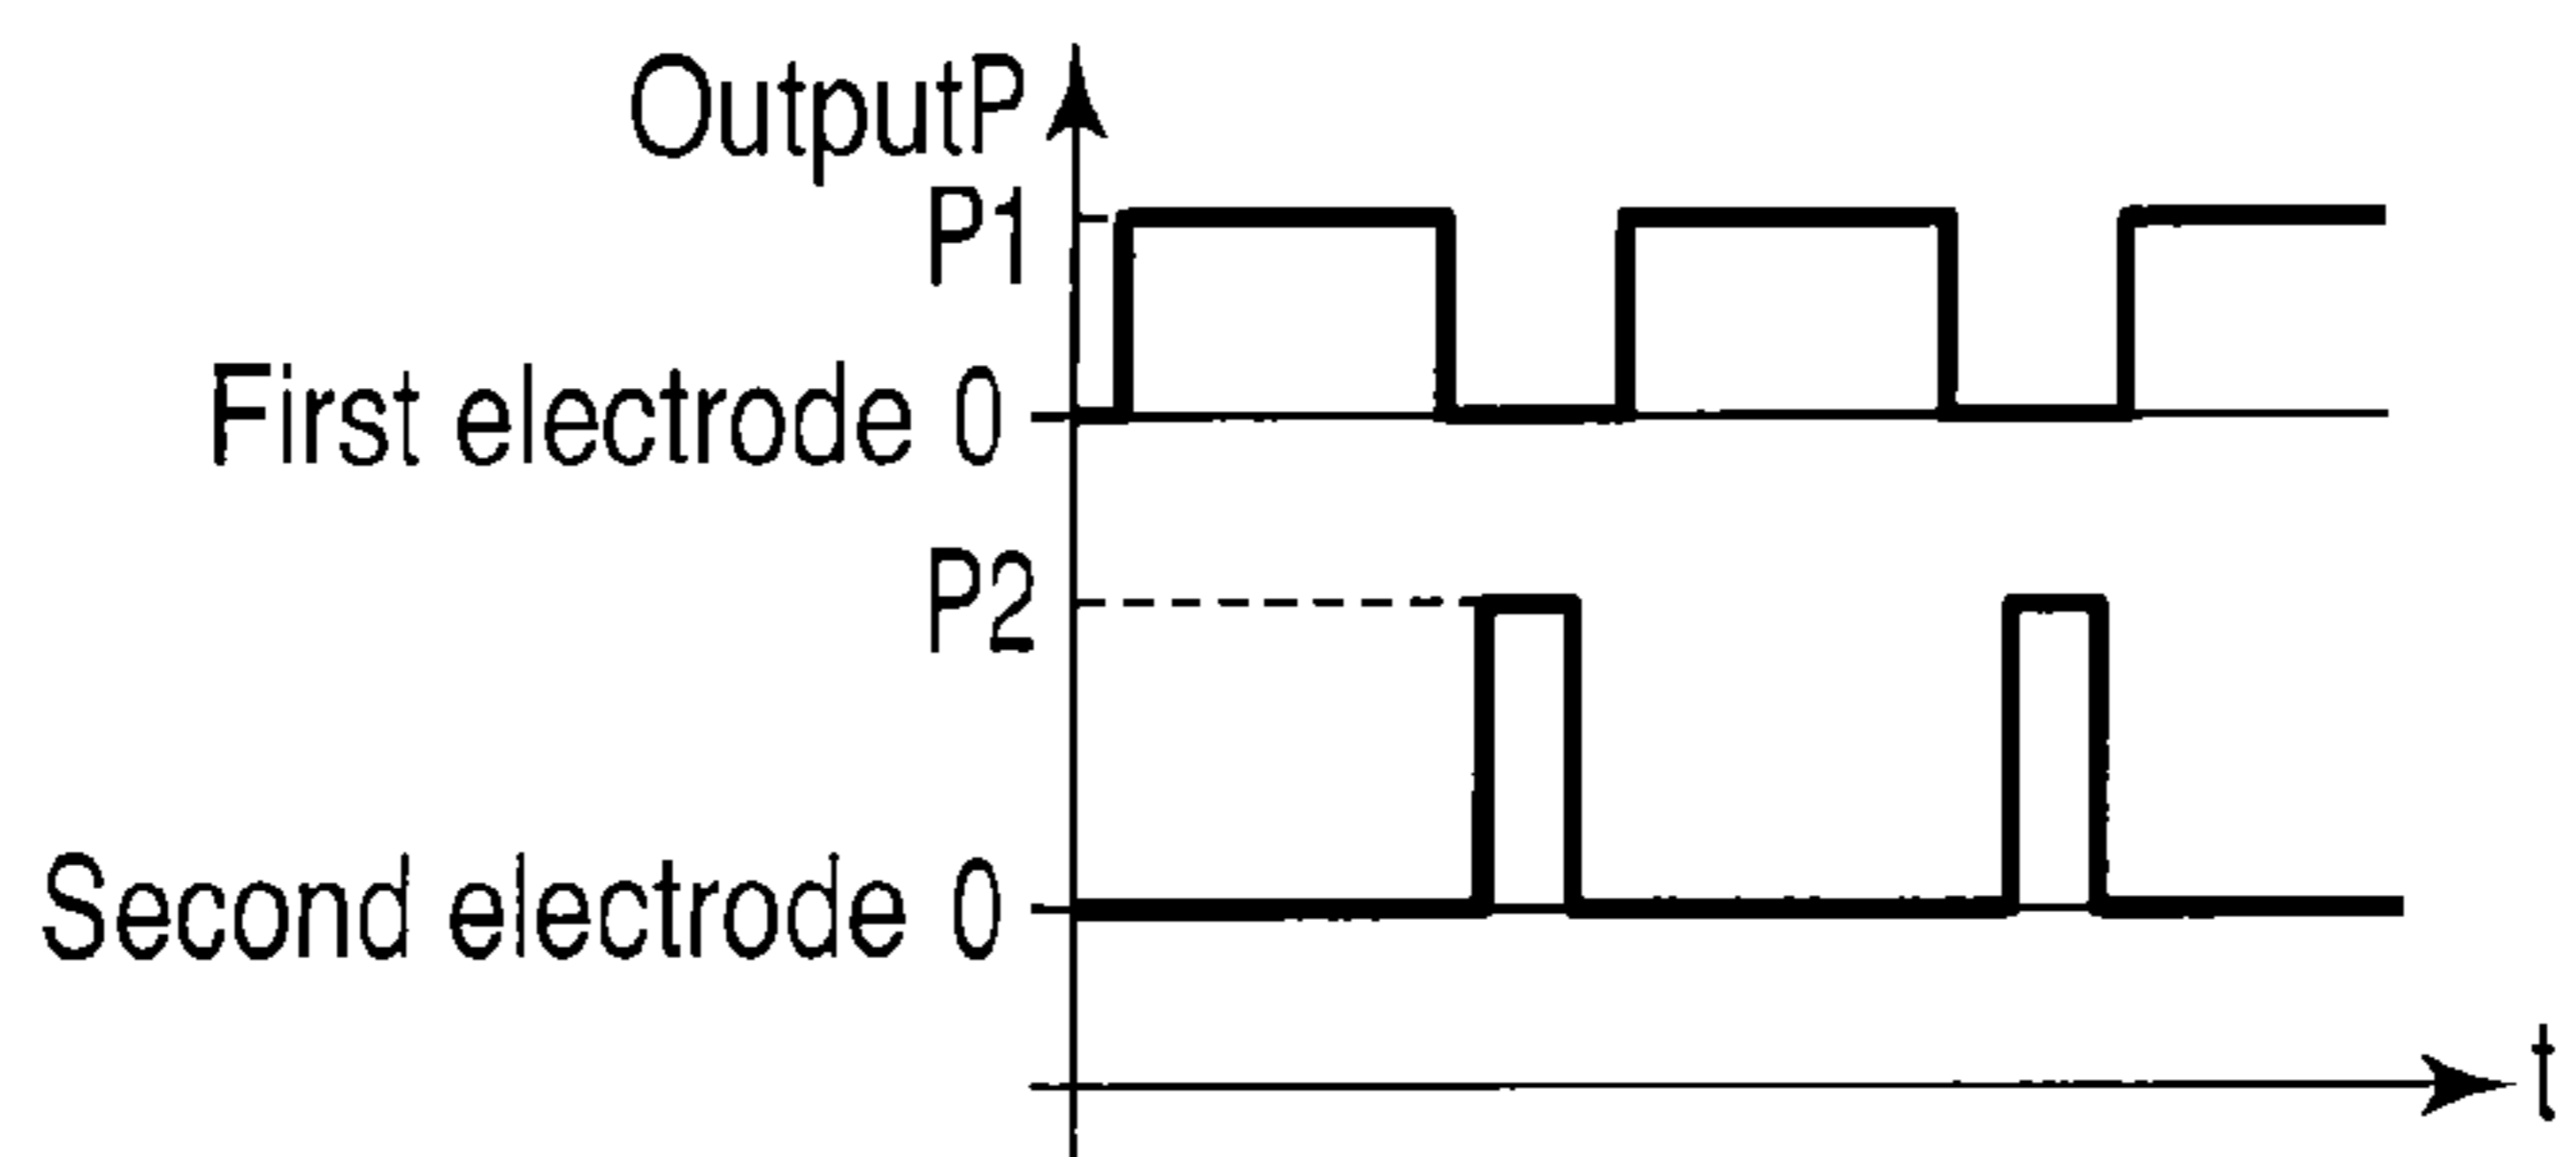 OutputP
P1
First electrode 0
P2
Second electrode 0
t